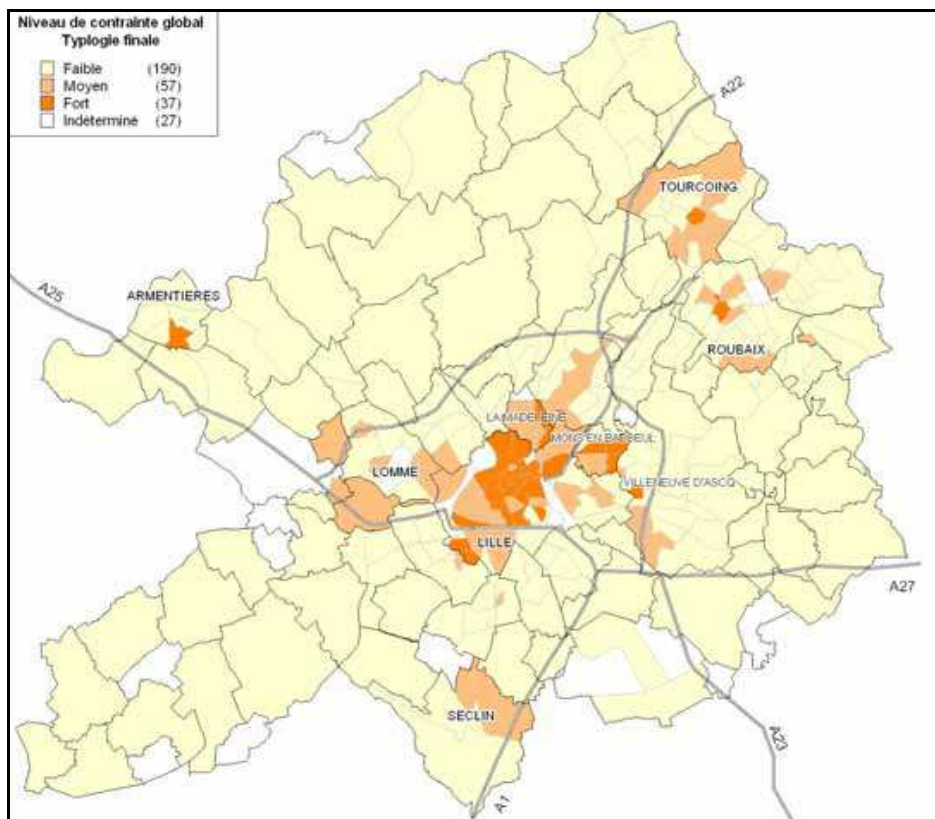 Niveau de contrainte global
Typlogie finale
Faible (190)
Moyen (57)
Fort (37)
Indéterminé (27)
A22
TOURCOING
A25
ARMENTIERES
ROUBAIX
LA MADELEINE
MONS EN BAROEUL
LOMME
VILLENEUVE D'ASCQ
LILLE
A27
SECLIN
A23
A1